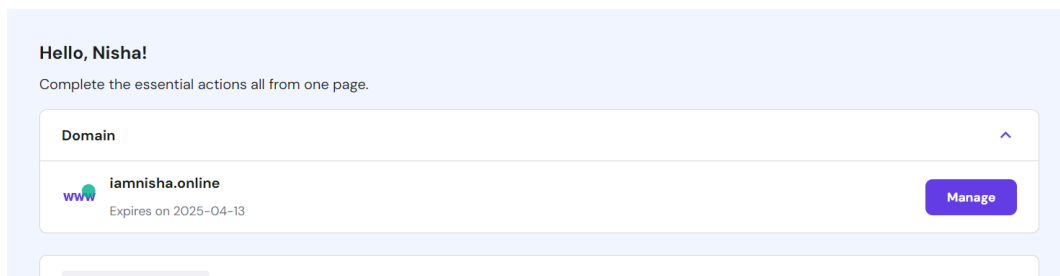 Hello, Nisha!
Complete the essential actions all from one page.
Domain
www
iamnisha.online
Expires on 2025-04-13
Manage